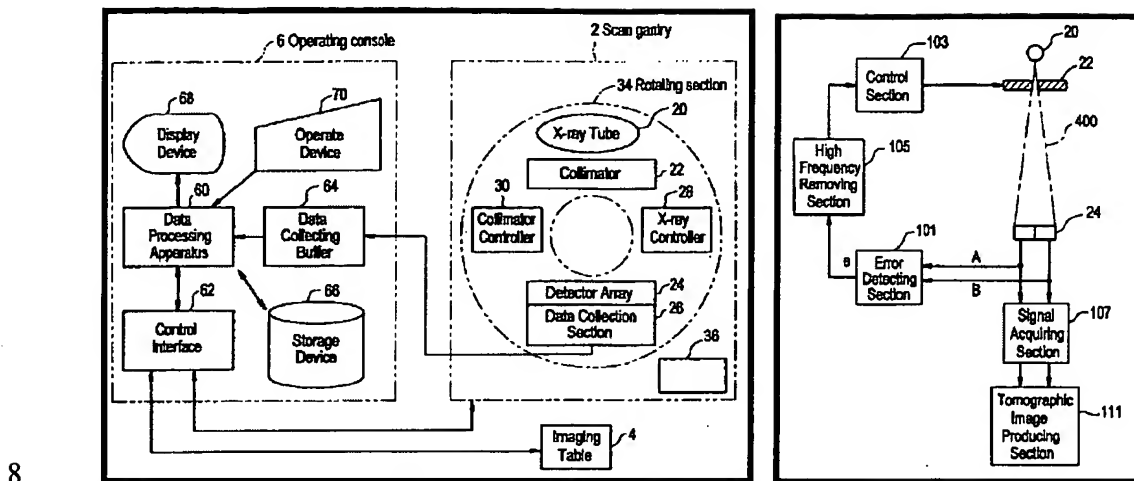 6 Operating console
2 Scan gantry
34 Rotating section
68
Display
Device
70
Operate
Device
60
Data
Processing
Apparatus
64
Data
Collecting
Buffer
62
Control
Interface
66
Storage
Device
20
X-ray Tube
Collimator
22
30
Collimator
Controller
28
X-ray
Controller
Detector Array
24
Data Collection
Section
26
36
Imaging
Table
4
103
Control
Section
20
22
400
105
High
Frequency
Removing
Section
24
101
Error
Detecting
Section
e
A
B
Signal
Acquiring
Section
107
Tomographic
Image
Producing
Section
111
8